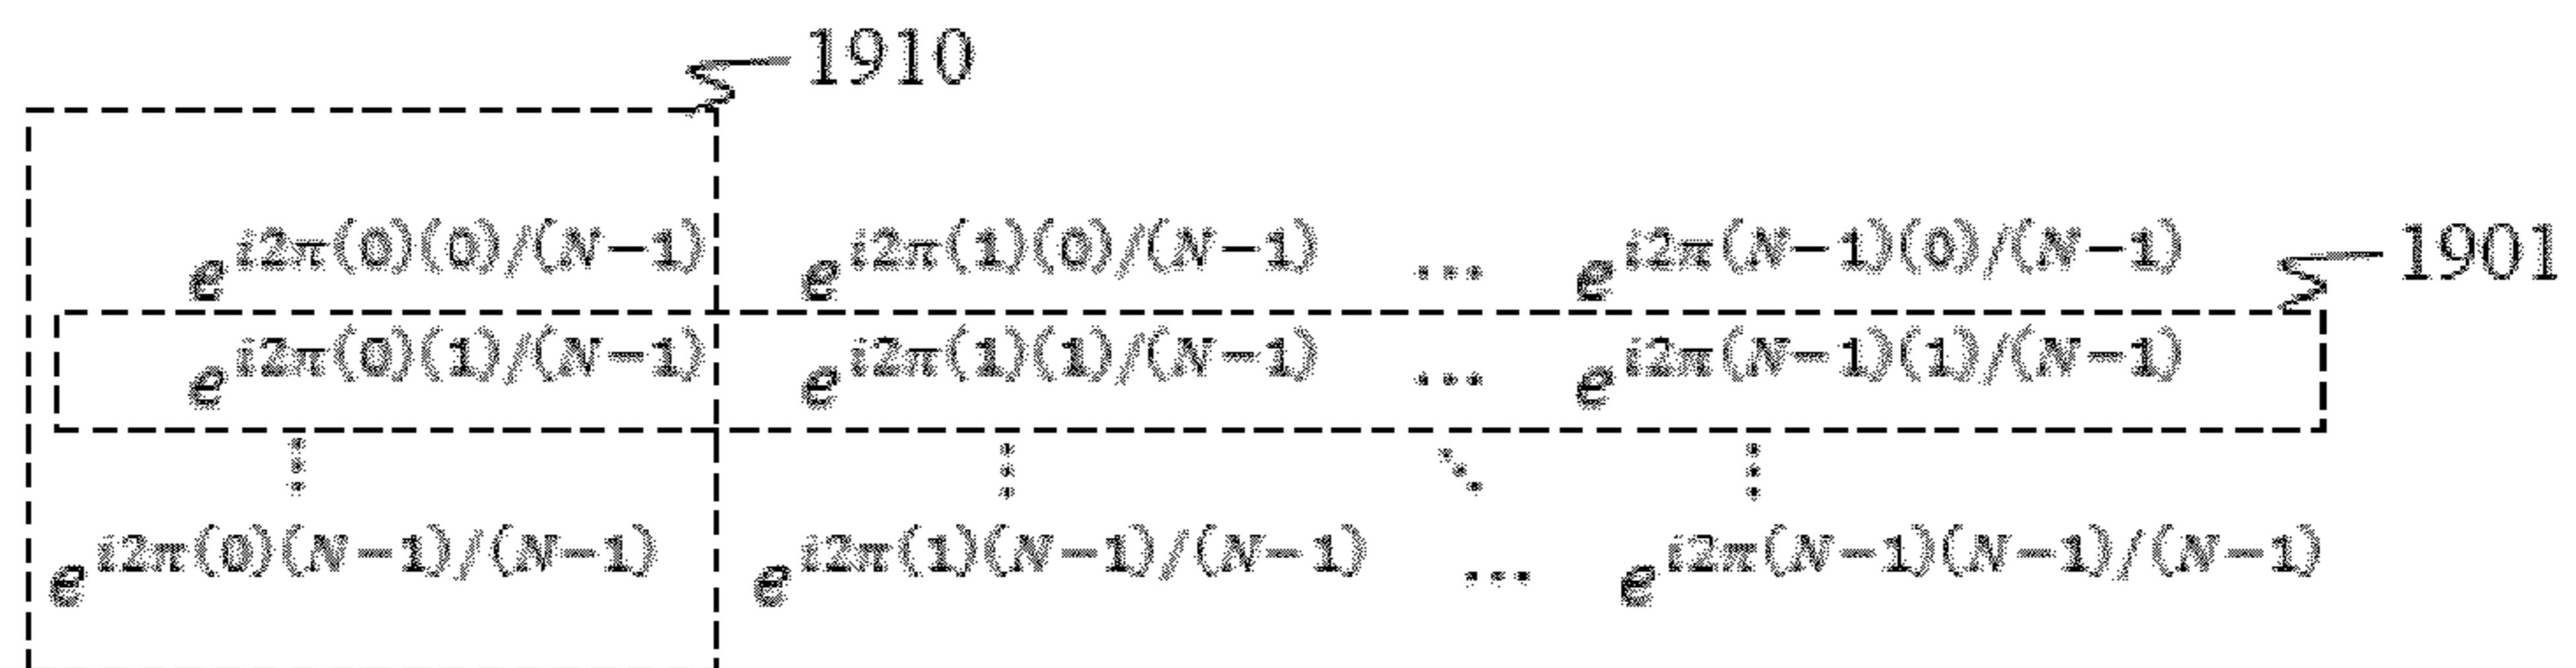 1910
e^{i2π(0)(0)/(N−1)} e^{i2π(1)(0)/(N−1)} ⋯ e^{i2π(N−1)(0)/(N−1)} 1901
e^{i2π(0)(1)/(N−1)} e^{i2π(1)(1)/(N−1)} ⋯ e^{i2π(N−1)(1)/(N−1)}
⋮ ⋮ ⋱ ⋮
e^{i2π(0)(N−1)/(N−1)} e^{i2π(1)(N−1)/(N−1)} ⋯ e^{i2π(N−1)(N−1)/(N−1)}